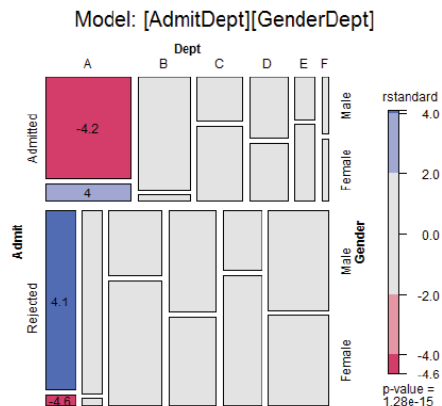 Model: [AdmitDept][GenderDept]
Dept
A B C D E F
Admit
Admitted
Rejected
Gender
Male
Female
Male
Female
-4.2
4
4.1
-4.6
rstandard
4.0
2.0
0.0
-2.0
-4.0
-4.6
p-value =
1.28e-15